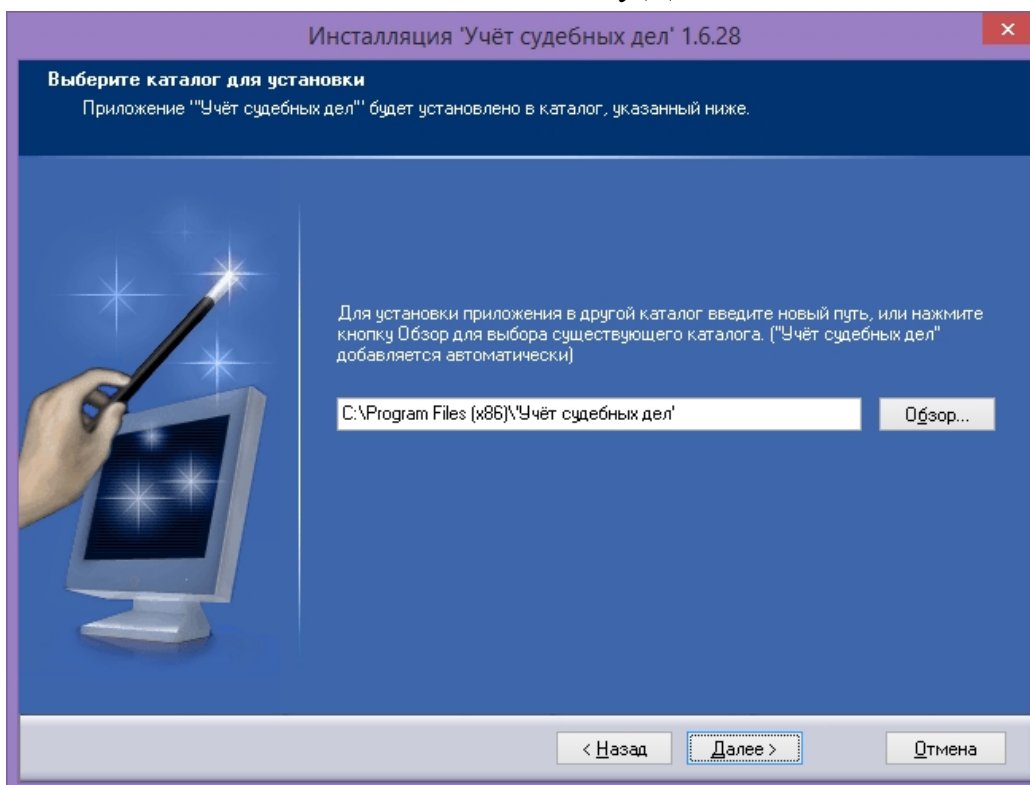 Инсталляция 'Учёт судебных дел' 1.6.28
Выберите каталог для установки
Приложение "'Учёт судебных дел'" будет установлено в каталог, указанный ниже.
Для установки приложения в другой каталог введите новый путь, или нажмите
кнопку Обзор для выбора существующего каталога. ("Учёт судебных дел"
добавляется автоматически)
C:\Program Files (x86)\'Учёт судебных дел'
Обзор...
< Назад
Далее >
Отмена